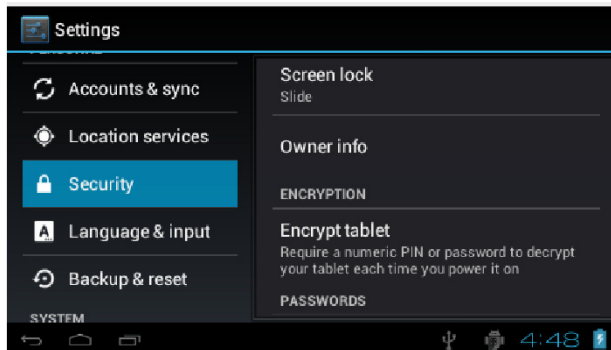 Settings
PERSONAL
Accounts & sync
Location services
Security
Language & input
Backup & reset
SYSTEM
Screen lock
Slide
Owner info
ENCRYPTION
Encrypt tablet
Require a numeric PIN or password to decrypt
your tablet each time you power it on
PASSWORDS
4:48